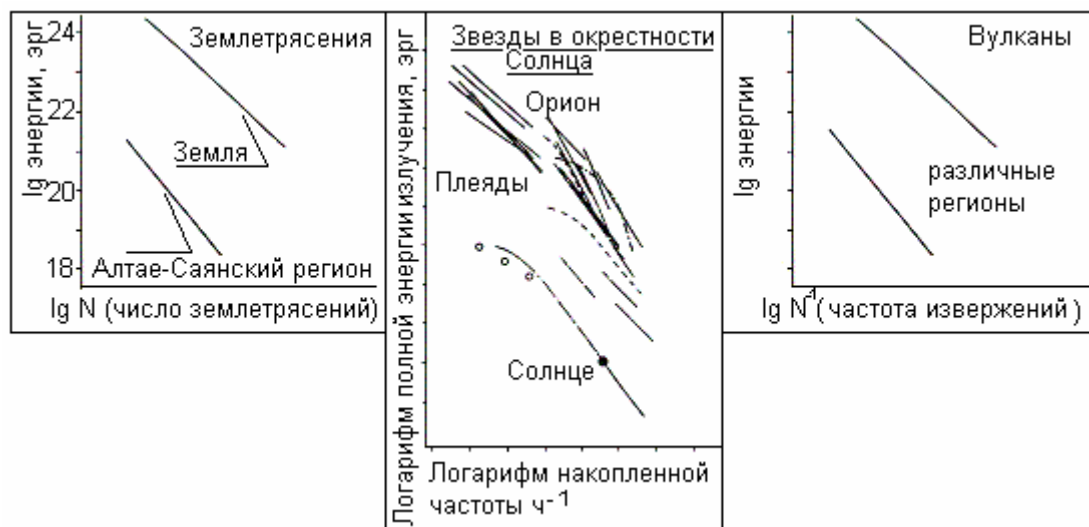 24
22
20
18
lg энергии, эрг
Землетрясения
Земля
Алтае-Саянский регион
lg N (число землетрясений)
Логарифм полной энергии излучения, эрг
Звезды в окрестности
Солнца
Орион
Плеяды
Солнце
Логарифм накопленной
частоты ч⁻¹
lg энергии
Вулканы
различные
регионы
lg N⁻¹ (частота извержений)